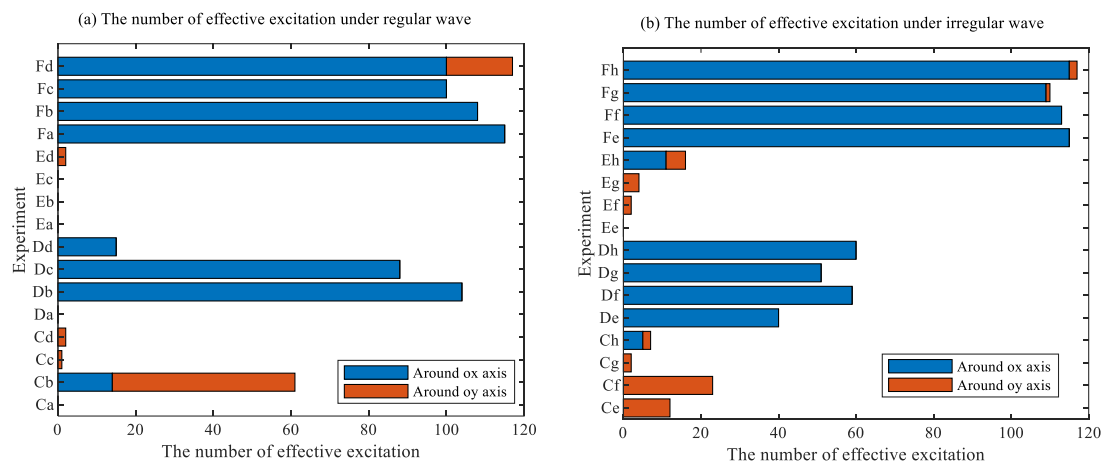 (a) The number of effective excitation under regular wave
Experiment
Fd
Fc
Fb
Fa
Ed
Ec
Eb
Ea
Dd
Dc
Db
Da
Cd
Cc
Cb
Ca
Around ox axis
Around oy axis
0 20 40 60 80 100 120
The number of effective excitation
(b) The number of effective excitation under irregular wave
Experiment
Fh
Fg
Ff
Fe
Eh
Eg
Ef
Ee
Dh
Dg
Df
De
Ch
Cg
Cf
Ce
Around ox axis
Around oy axis
0 20 40 60 80 100 120
The number of effective excitation